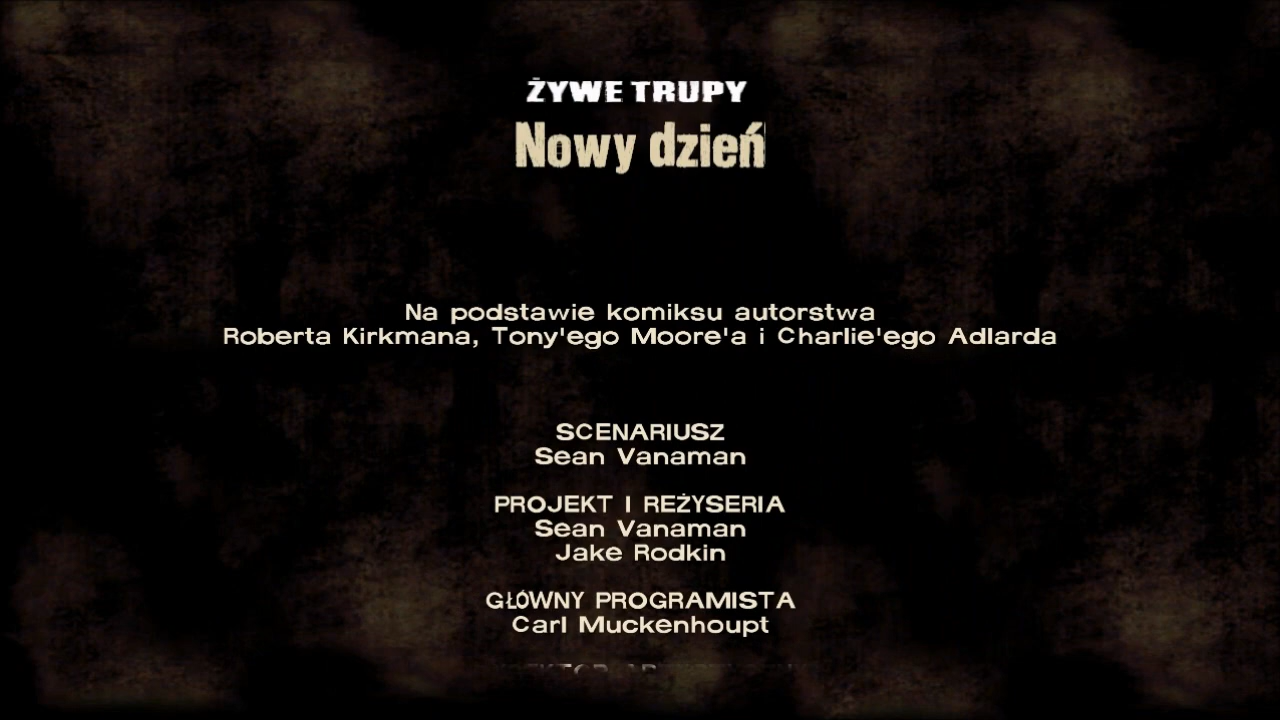 ŻYWE TRUPY
Nowy dzień
Na podstawie komiksu autorstwa
Roberta Kirkmana, Tony'ego Moore'a i Charlie'ego Adlarda
SCENARIUSZ
Sean Vanaman
PROJEKT I REŻYSERIA
Sean Vanaman
Jake Rodkin
GŁÓWNY PROGRAMISTA
Carl Muckenhoupt